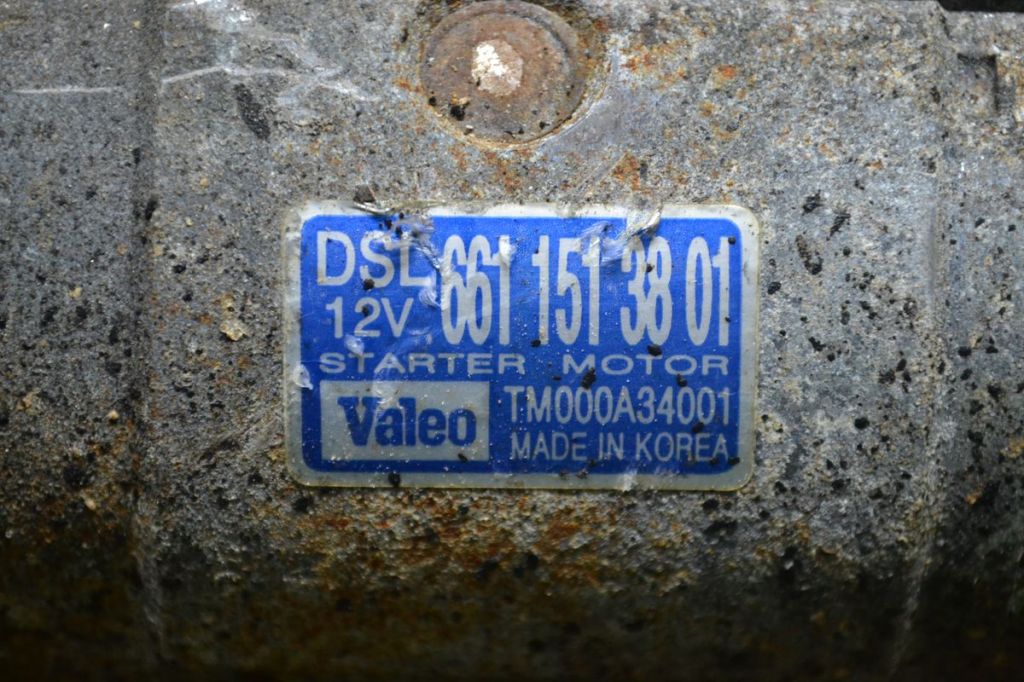 DSL 661 151 38 01
12V
STARTER MOTOR
Valeo TM000A34001
MADE IN KOREA